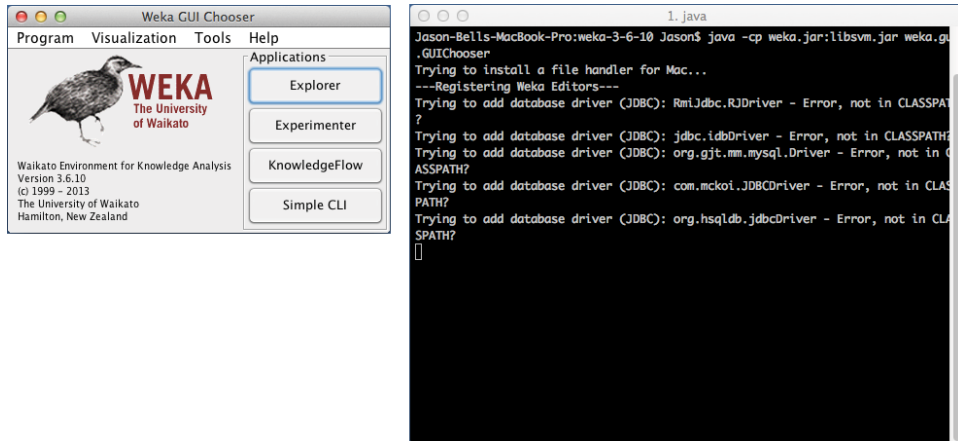 Weka GUI Chooser
Program Visualization Tools Help
WEKA
The University
of Waikato
Waikato Environment for Knowledge Analysis
Version 3.6.10
(c) 1999 - 2013
The University of Waikato
Hamilton, New Zealand
Applications
Explorer
Experimenter
KnowledgeFlow
Simple CLI
1. java
Jason-Bells-MacBook-Pro:weka-3-6-10 Jason$ java -cp weka.jar:libsvm.jar weka.gu
.GUIChooser
Trying to install a file handler for Mac...
---Registering Weka Editors---
Trying to add database driver (JDBC): RmiJdbc.RJDriver - Error, not in CLASSPAT
?
Trying to add database driver (JDBC): jdbc.idbDriver - Error, not in CLASSPATH?
Trying to add database driver (JDBC): org.gjt.mm.mysql.Driver - Error, not in C
ASSPATH?
Trying to add database driver (JDBC): com.mckoi.JDBCDriver - Error, not in CLAS
PATH?
Trying to add database driver (JDBC): org.hsqldb.jdbcDriver - Error, not in CLA
SPATH?